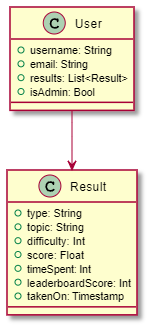 C User
username: String
email: String
results: List<Result>
isAdmin: Bool
C Result
type: String
topic: String
difficulty: Int
score: Float
timeSpent: Int
leaderboardScore: Int
takenOn: Timestamp